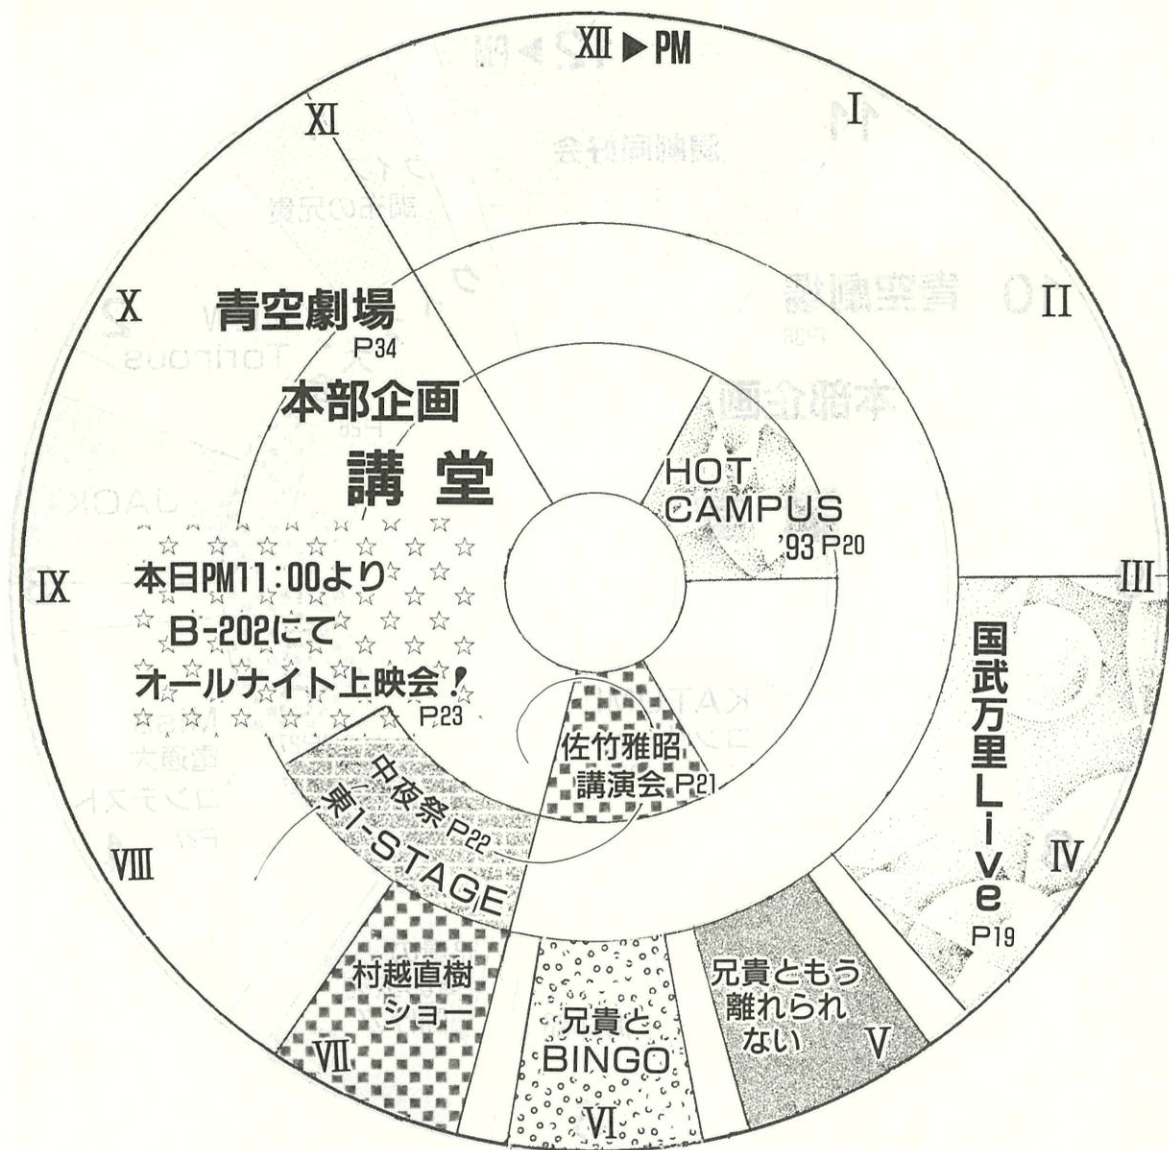 XII ▶ PM
I
II
III
IV
V
VI
VII
VIII
IX
X
XI
青空劇場
P34
本部企画
講堂
HOT
CAMPUS
'93 P20
本日PM11:00より
B-202にて
オールナイト上映会!
P23
国武万里Live
P19
佐竹雅昭
講演会 P21
中夜祭 P22
東1-STAGE
村越直樹
ショー
兄貴と
BINGO
兄貴ともう
離れられ
ない